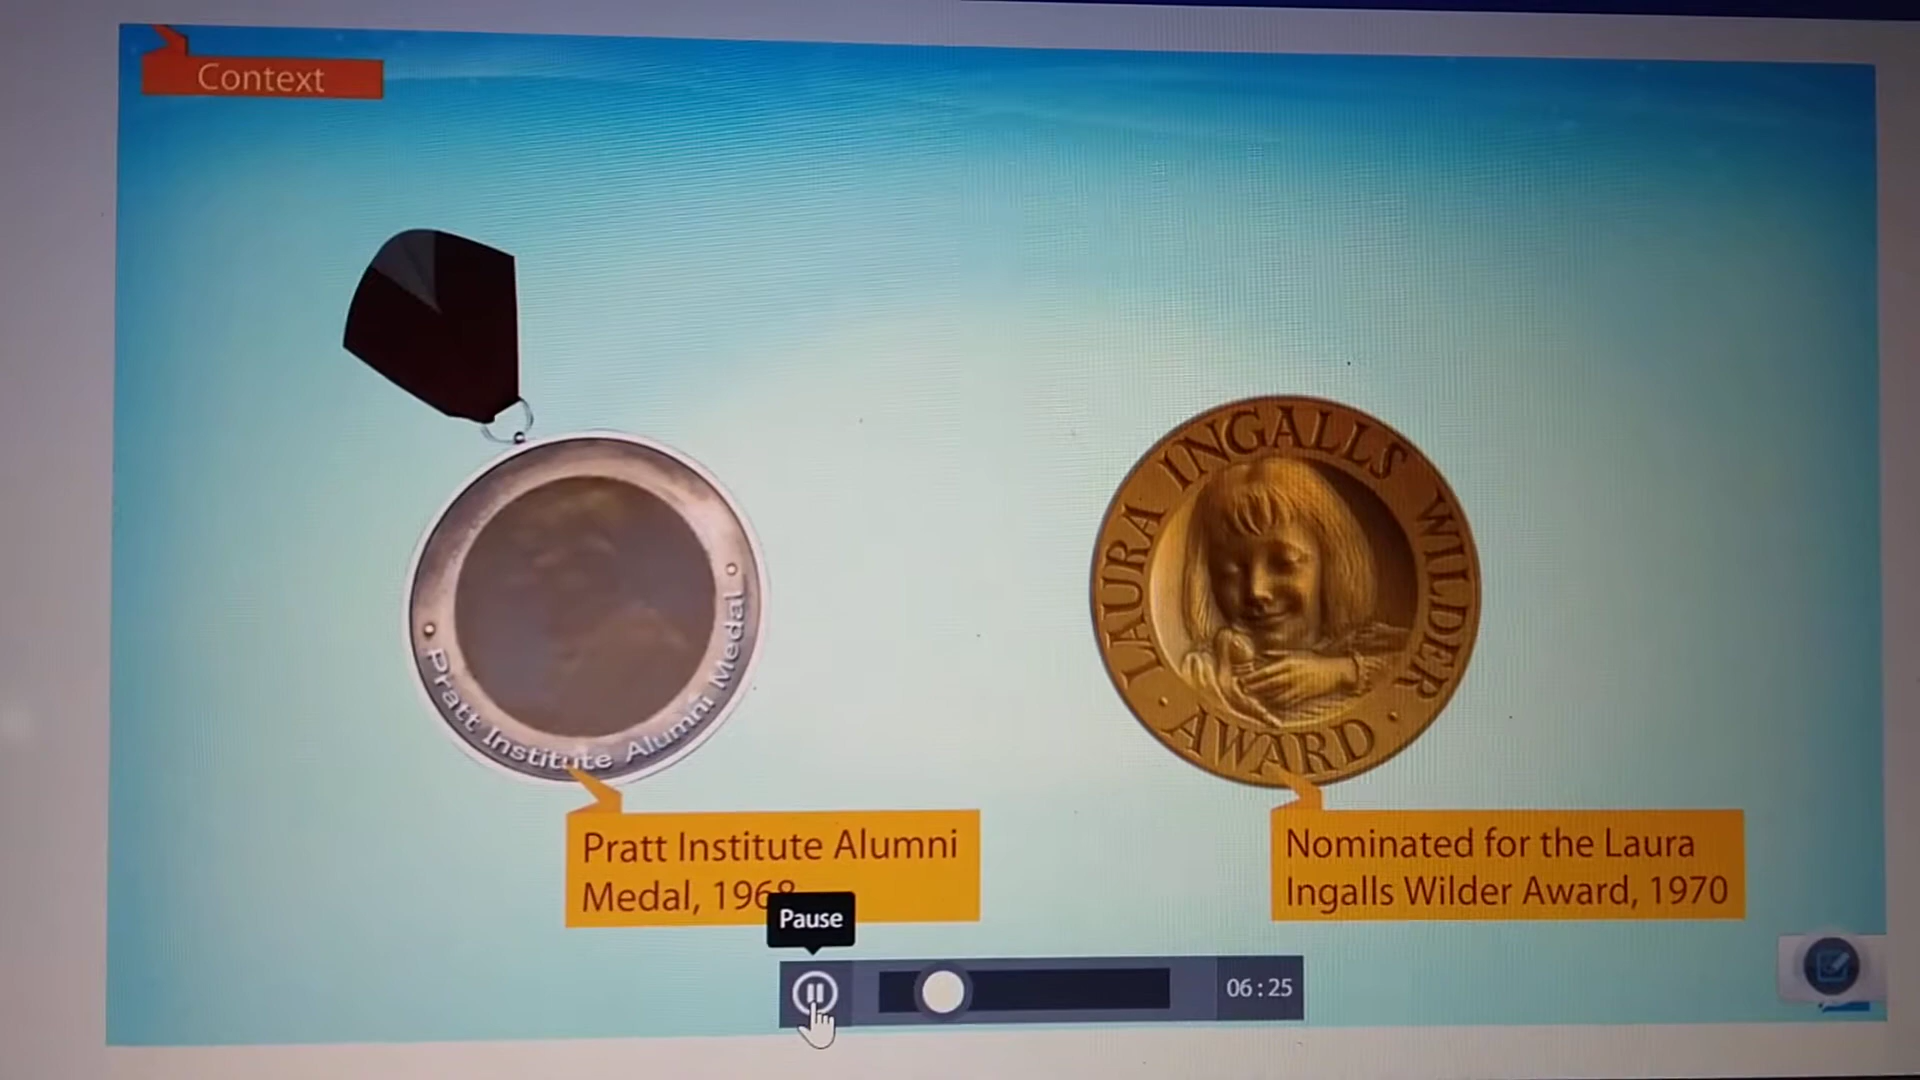 Context
LAURA INGALLS WILDER
· AWARD ·
Pratt Institute Alumni Medal
Pratt Institute Alumni
Medal, 1968
Nominated for the Laura
Ingalls Wilder Award, 1970
Pause
06:25